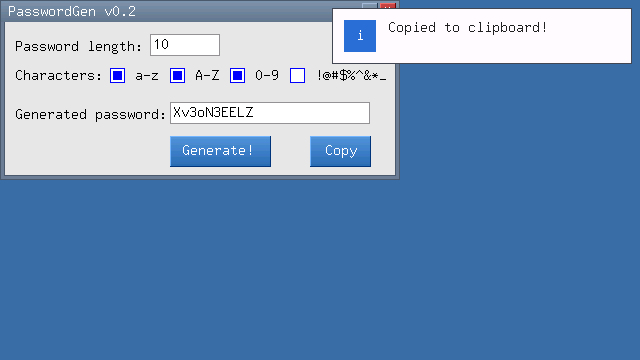 PasswordGen v0.2
i
Copied to clipboard!
Password length: 10
Characters: a-z A-Z 0-9 !@#$%^&*_
Generated password: Xv3oN3EELZ
Generate! Copy